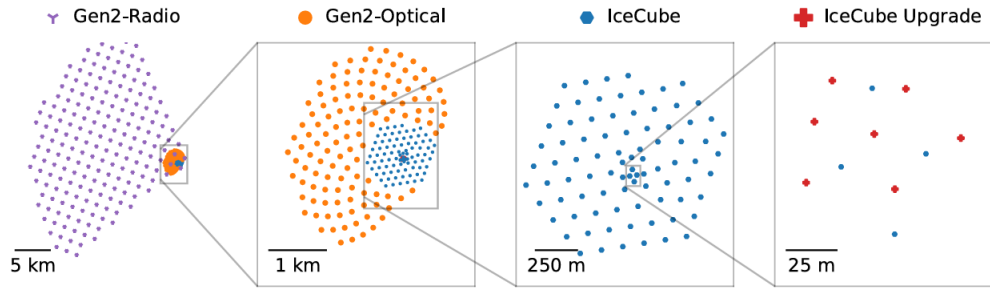 Gen2-Radio
Gen2-Optical
IceCube
IceCube Upgrade
5 km
1 km
250 m
25 m